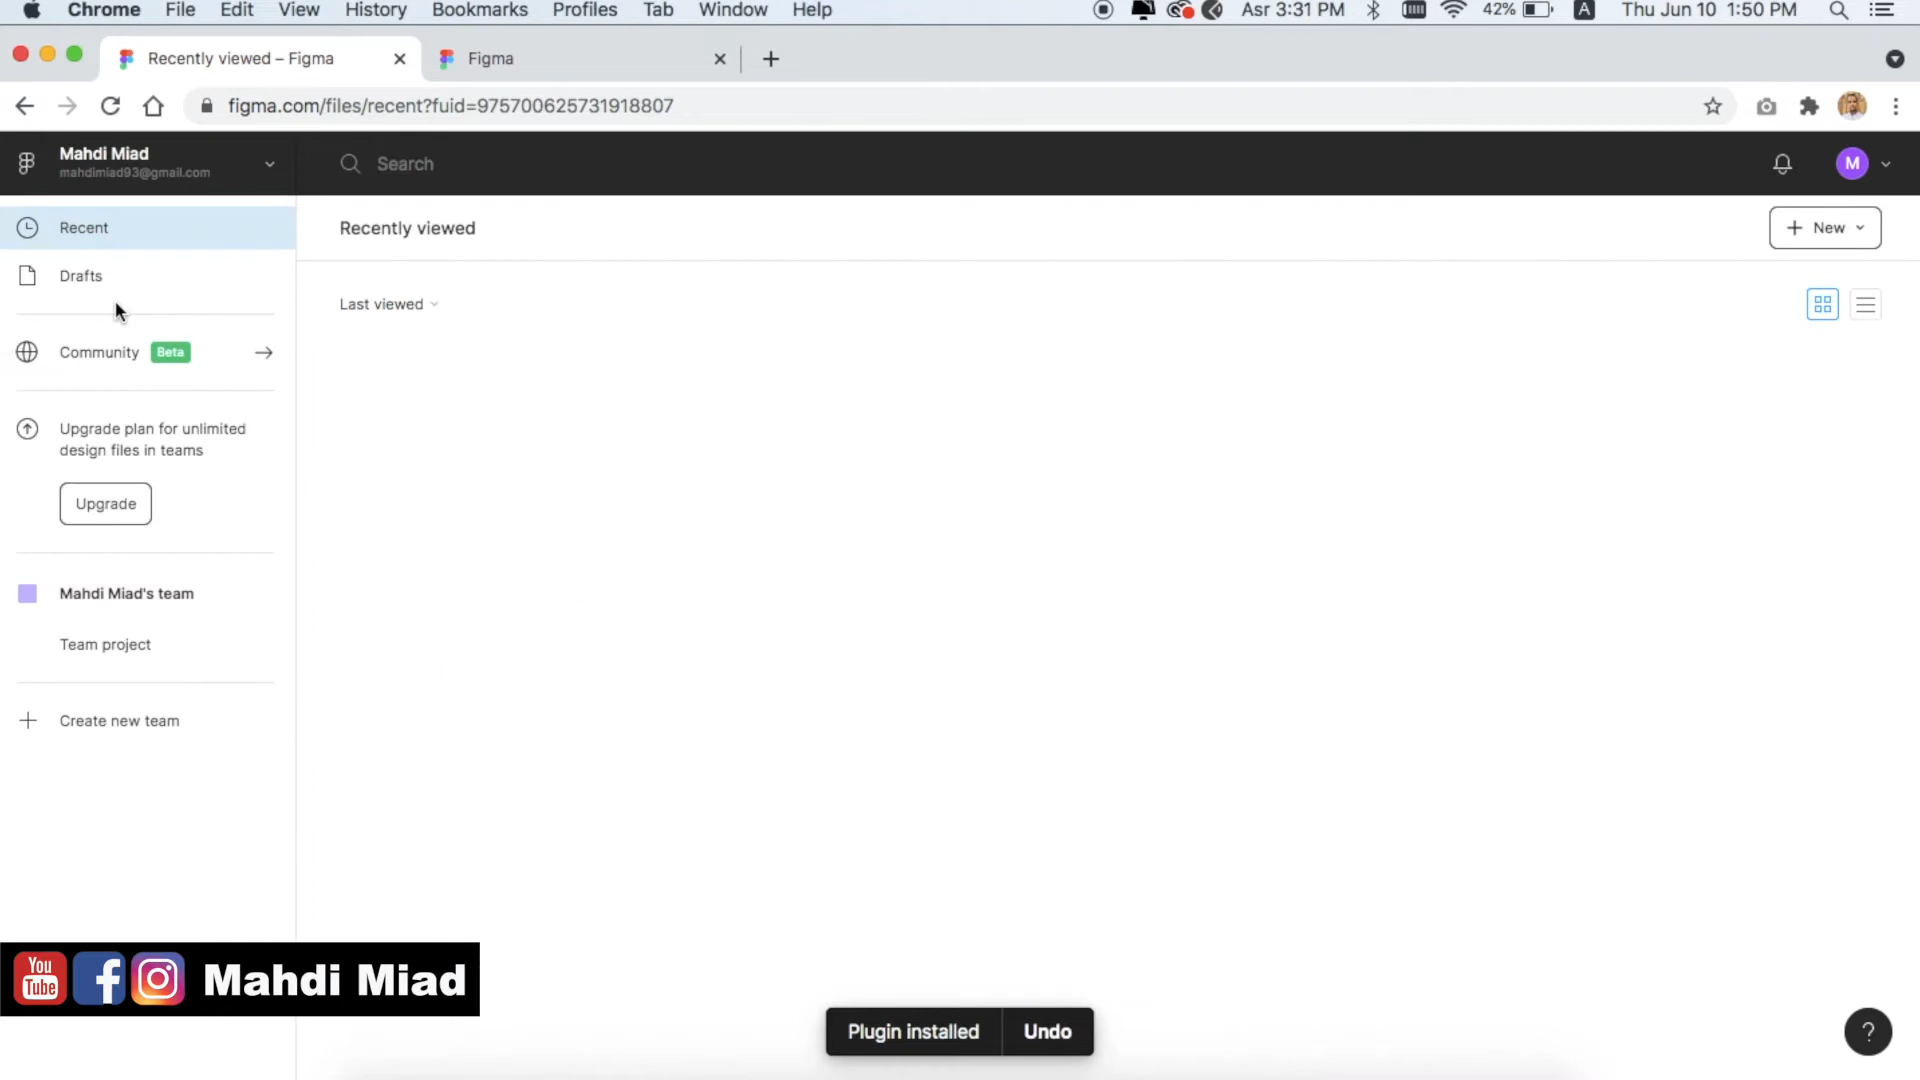 Chrome File Edit View History Bookmarks Profiles Tab Window Help Asr 3:31 PM 42% A Thu Jun 10 1:50 PM
Recently viewed – Figma Figma
figma.com/files/recent?fuid=975700625731918807
Mahdi Miad
mahdimiad93@gmail.com
Search
M
Recent
Recently viewed
New
Drafts
Last viewed
Community Beta
Upgrade plan for unlimited
design files in teams
Upgrade
Mahdi Miad's team
Team project
Create new team
You
Tube
Mahdi Miad
Plugin installed Undo
?